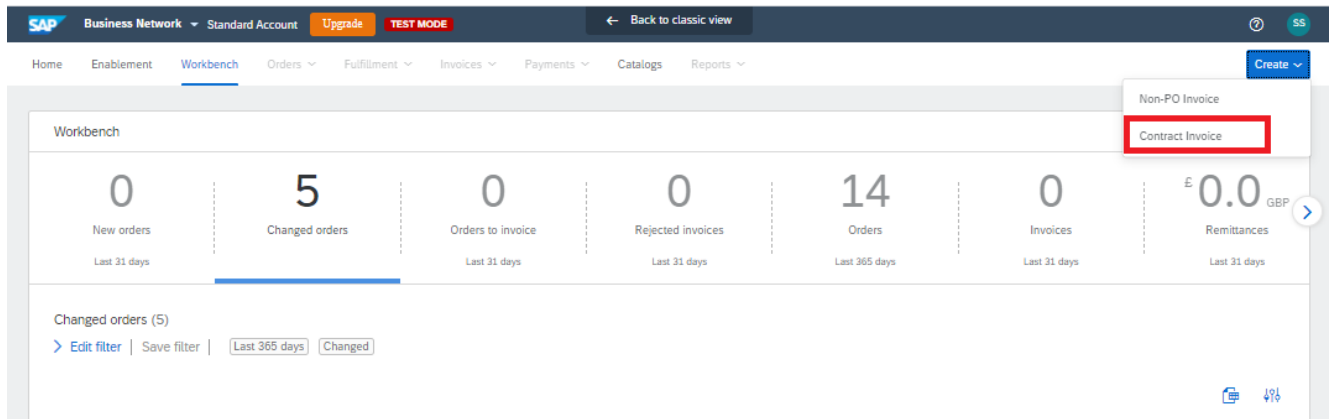 SAP Business Network Standard Account Upgrade TEST MODE ← Back to classic view SS
Home Enablement Workbench Orders Fulfillment Invoices Payments Catalogs Reports Create
Non-PO Invoice
Contract Invoice
Workbench
0 5 0 0 14 0 £ 0.0 GBP
New orders Changed orders Orders to invoice Rejected invoices Orders Invoices Remittances
Last 31 days Last 31 days Last 31 days Last 365 days Last 31 days Last 31 days
Changed orders (5)
Edit filter | Save filter | Last 365 days Changed